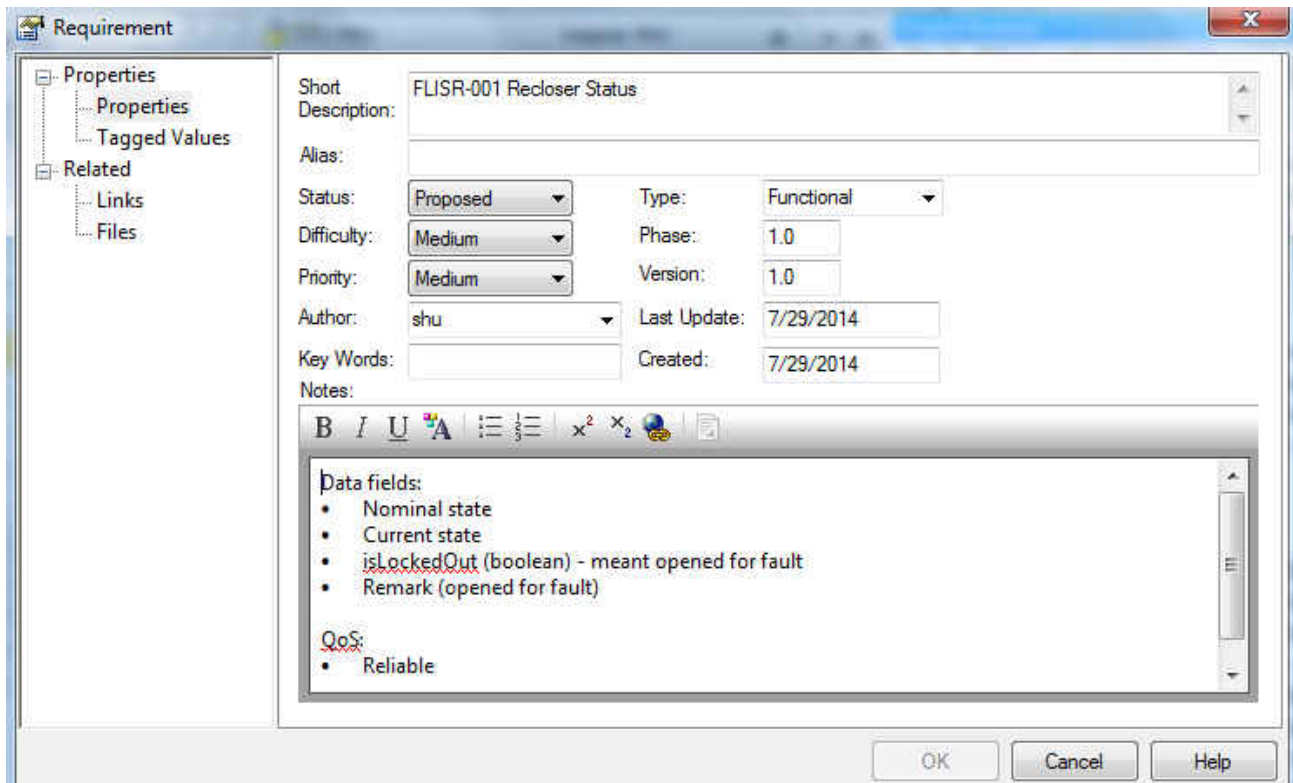 Requirement
Properties
Properties
Tagged Values
Related
Links
Files
Short
Description:
FLISR-001 Recloser Status
Alias:
Status: Proposed Type: Functional
Difficulty: Medium Phase: 1.0
Priority: Medium Version: 1.0
Author: shu Last Update: 7/29/2014
Key Words: Created: 7/29/2014
Notes:
B I U A x² x₂
Data fields:
• Nominal state
• Current state
• isLockedOut (boolean) - meant opened for fault
• Remark (opened for fault)
QoS:
• Reliable
OK Cancel Help